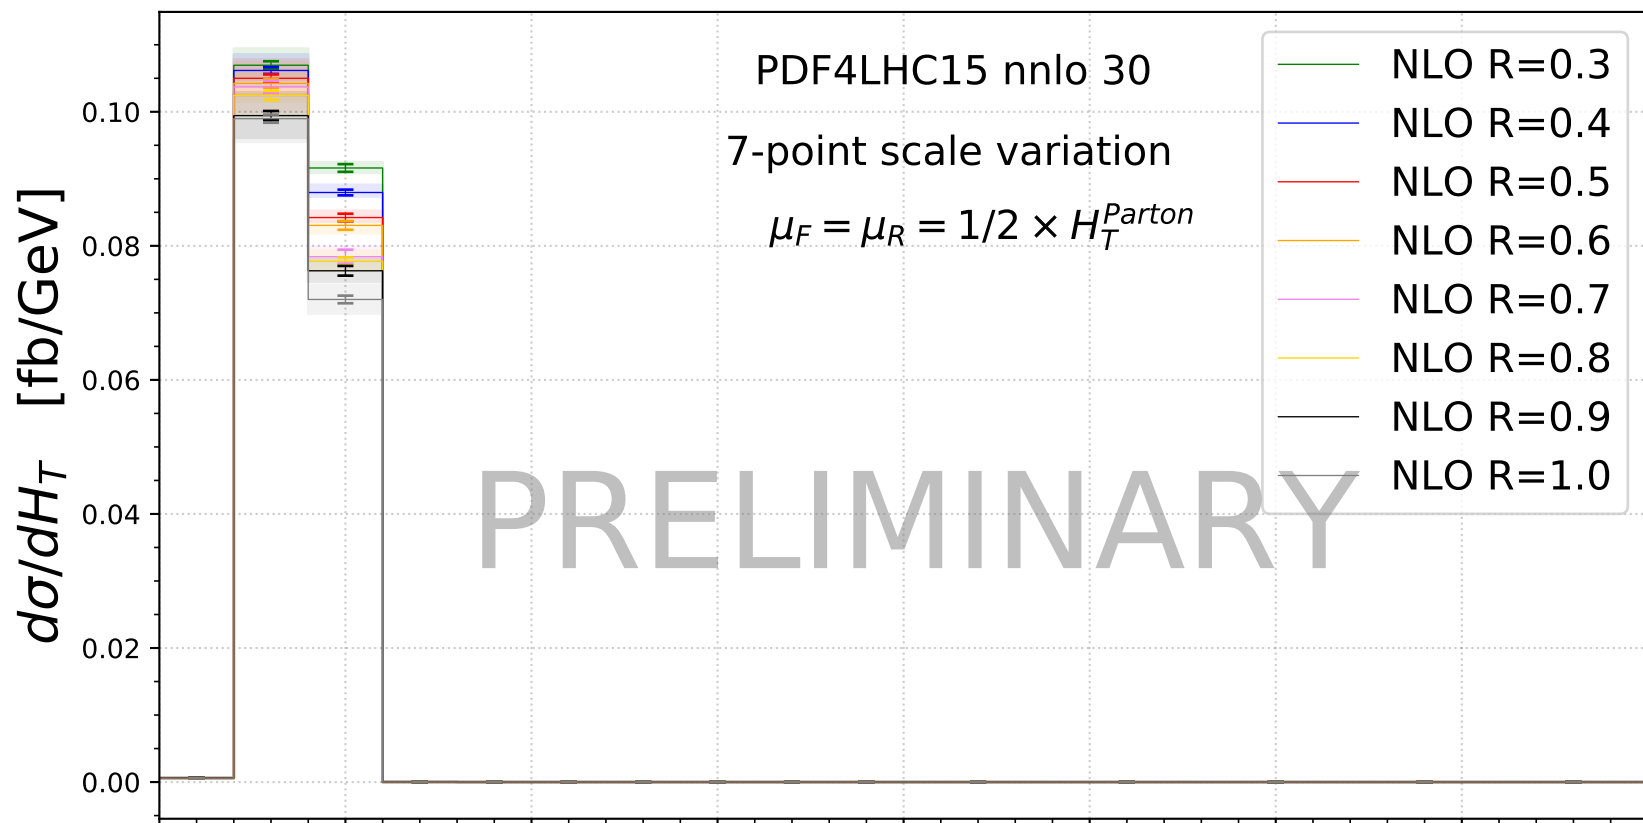 PDF4LHC15 nnlo 30
7-point scale variation
μ_F = μ_R = 1/2 × H_T^{Parton}
NLO R=0.3
NLO R=0.4
NLO R=0.5
NLO R=0.6
NLO R=0.7
NLO R=0.8
NLO R=0.9
NLO R=1.0
dσ/dH_T [fb/GeV]
0.10
0.08
0.06
0.04
0.02
0.00
PRELIMINARY